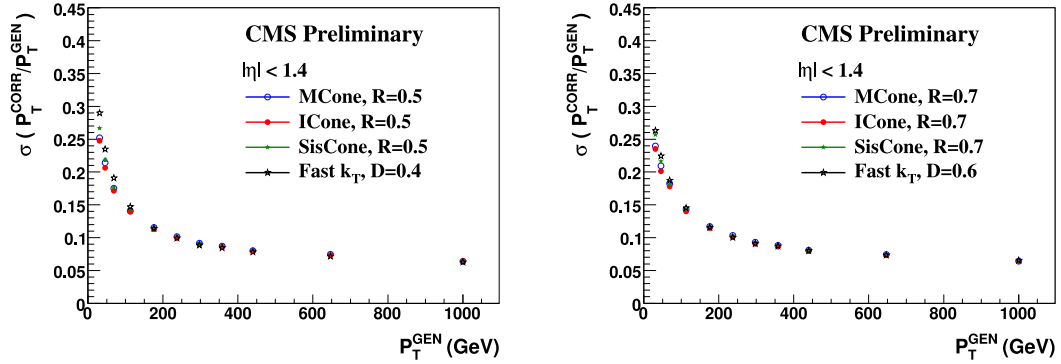 σ ( P_T^CORR/P_T^GEN )
0.45
0.4
0.35
0.3
0.25
0.2
0.15
0.1
0.05
0
CMS Preliminary
|η| < 1.4
MCone, R=0.5
ICone, R=0.5
SisCone, R=0.5
Fast k_T, D=0.4
0 200 400 600 800 1000
P_T^GEN (GeV)
σ ( P_T^CORR/P_T^GEN )
0.45
0.4
0.35
0.3
0.25
0.2
0.15
0.1
0.05
0
CMS Preliminary
|η| < 1.4
MCone, R=0.7
ICone, R=0.7
SisCone, R=0.7
Fast k_T, D=0.6
0 200 400 600 800 1000
P_T^GEN (GeV)